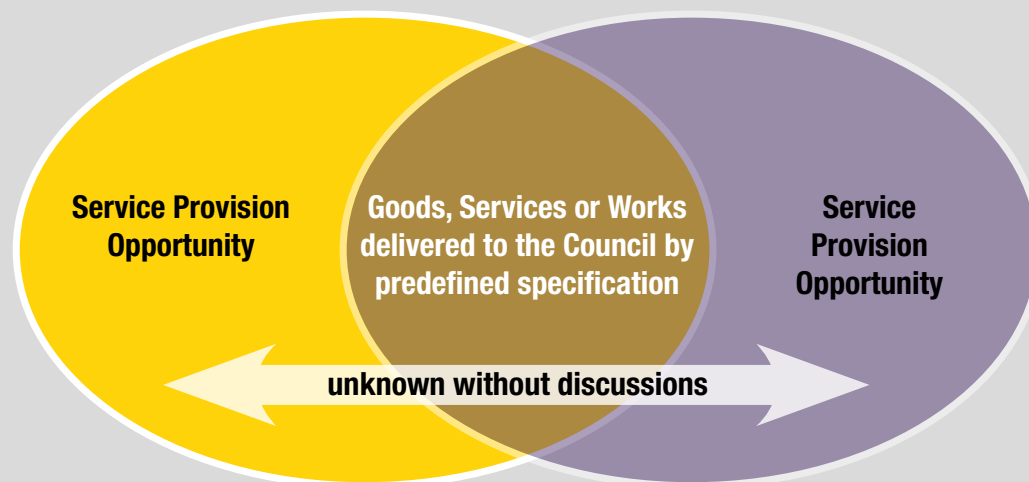 Service Provision
Opportunity
Goods, Services or Works
delivered to the Council by
predefined specification
Service
Provision
Opportunity
unknown without discussions